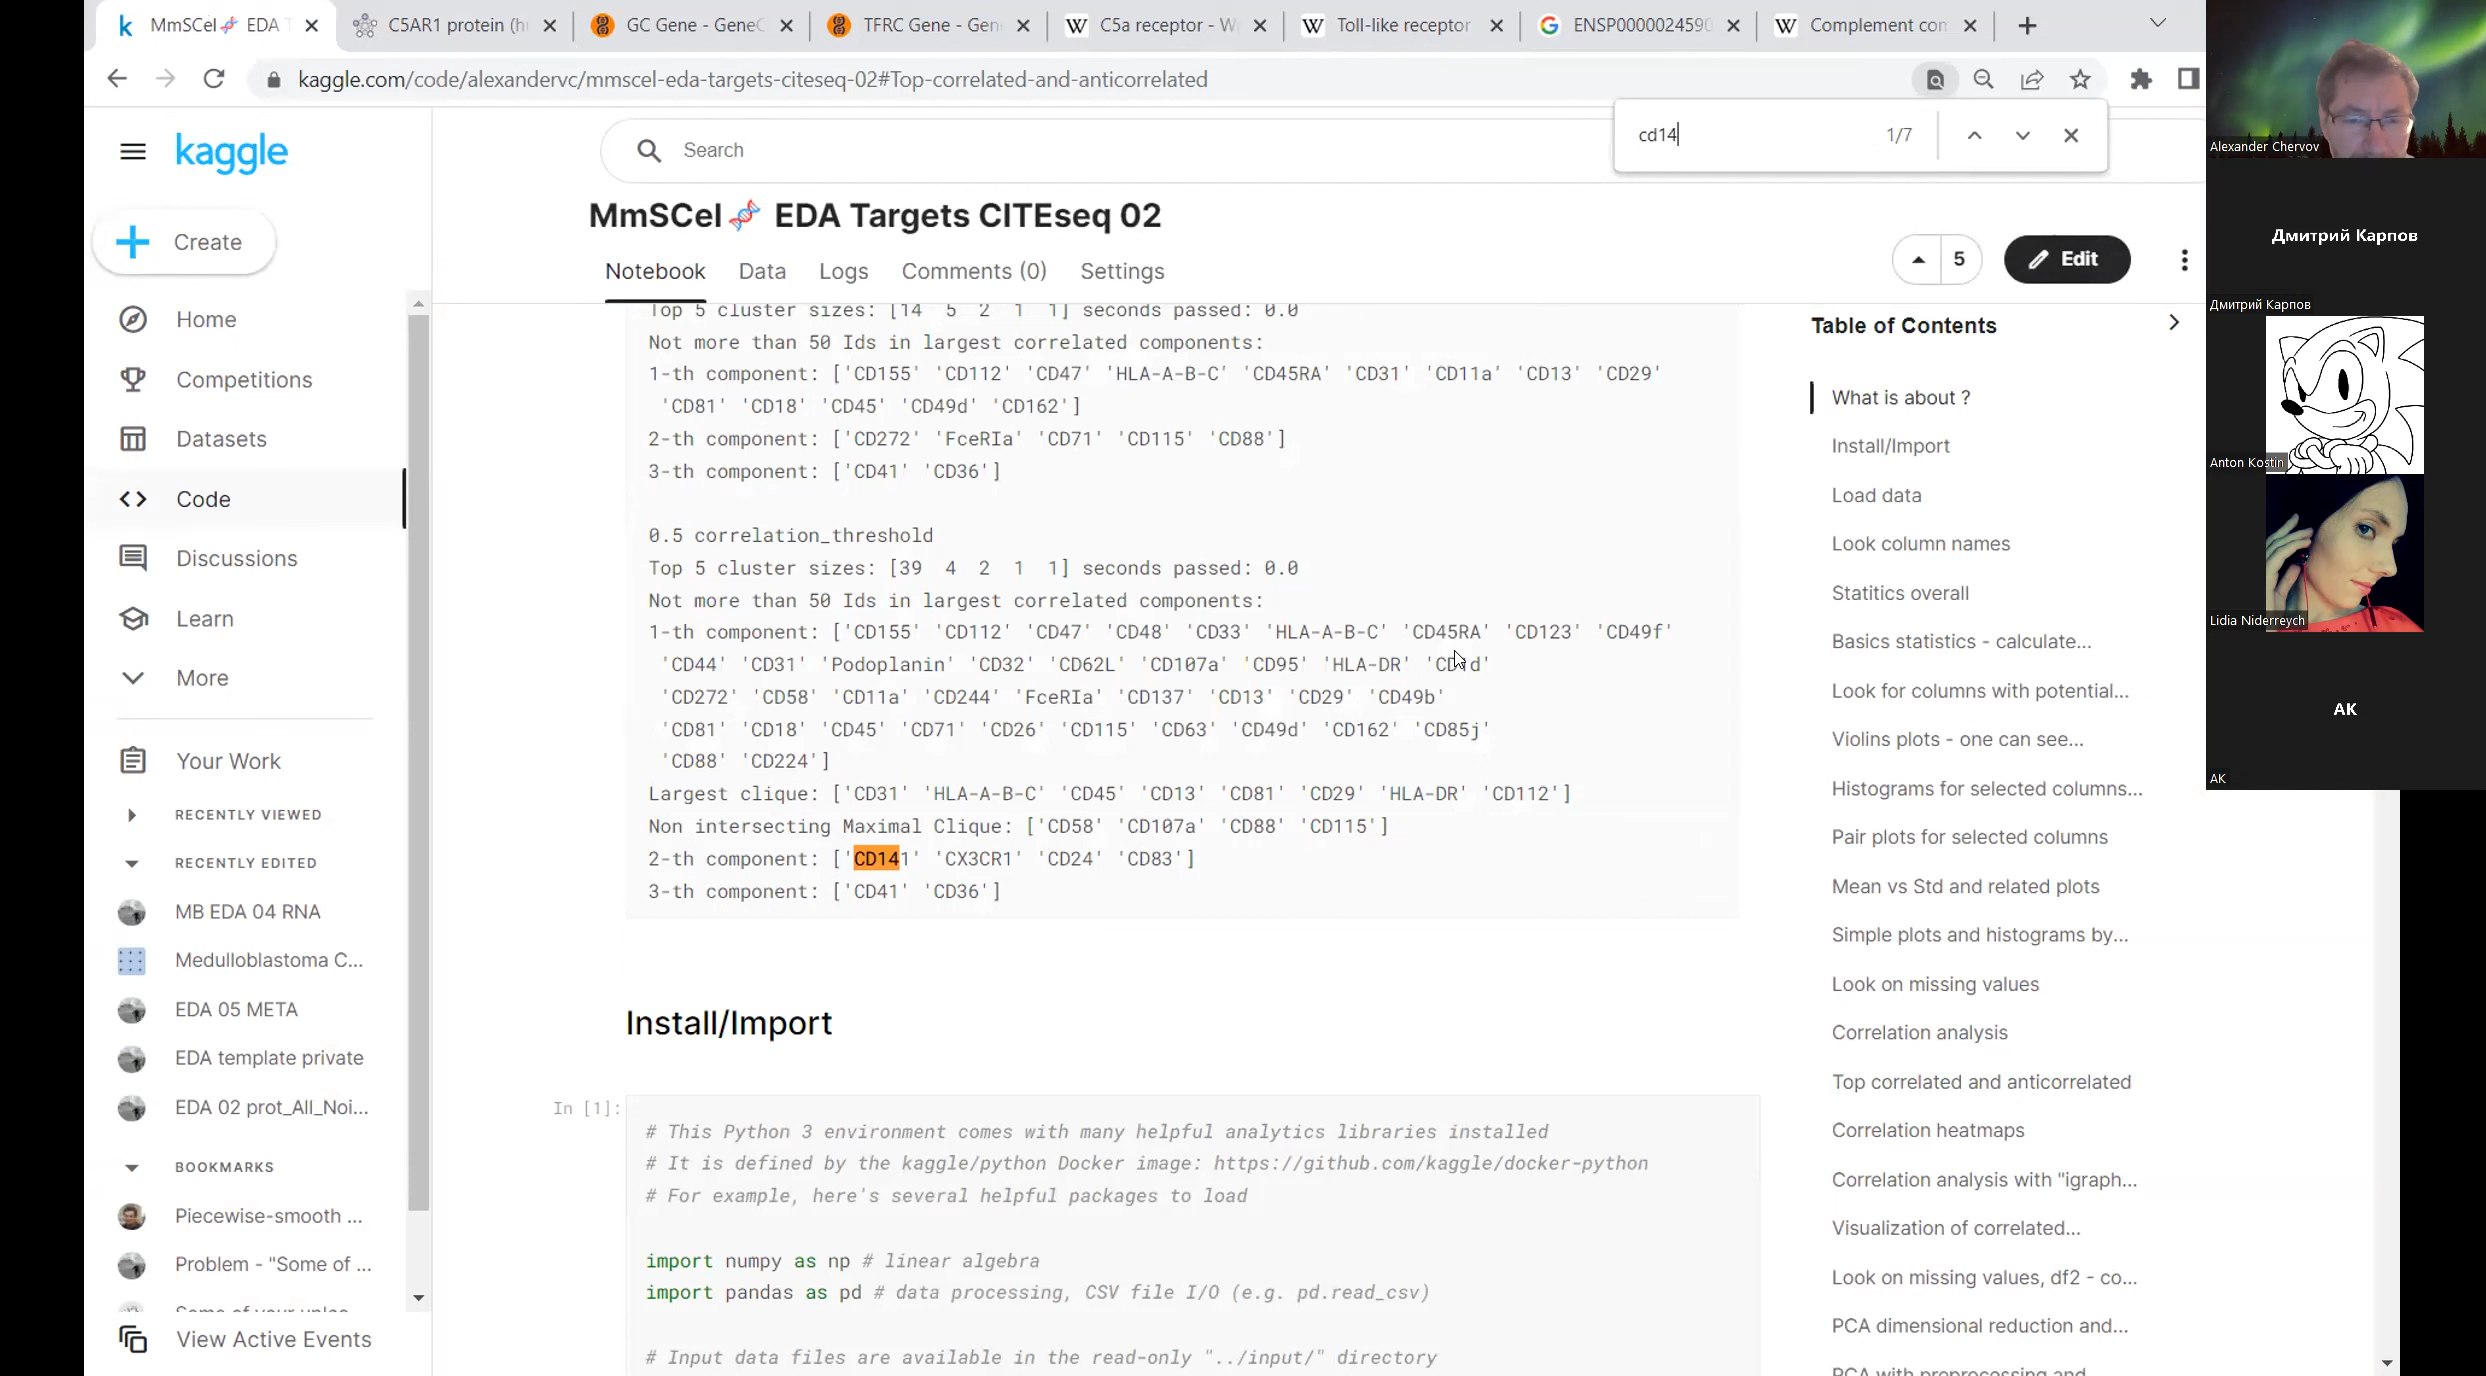 MmSCel EDA T
C5AR1 protein (h
GC Gene - GeneC
TFRC Gene - Gen
C5a receptor - W
Toll-like receptor
ENSP0000024590
Complement con
kaggle.com/code/alexandervc/mmscel-eda-targets-citeseq-02#Top-correlated-and-anticorrelated
cd14
1/7
kaggle
Search
Create
Home
Competitions
Datasets
Code
Discussions
Learn
More
Your Work
RECENTLY VIEWED
RECENTLY EDITED
MB EDA 04 RNA
Medulloblastoma C...
EDA 05 META
EDA template private
EDA 02 prot_All_Noi...
BOOKMARKS
Piecewise-smooth ...
Problem - "Some of ...
View Active Events
MmSCel EDA Targets CITEseq 02
5
Edit
Notebook Data Logs Comments (0) Settings
Top 5 cluster sizes: [14 5 2 1 1] seconds passed: 0.0
Not more than 50 Ids in largest correlated components:
1-th component: ['CD155' 'CD112' 'CD47' 'HLA-A-B-C' 'CD45RA' 'CD31' 'CD11a' 'CD13' 'CD29'
'CD81' 'CD18' 'CD45' 'CD49d' 'CD162']
2-th component: ['CD272' 'FceRIa' 'CD71' 'CD115' 'CD88']
3-th component: ['CD41' 'CD36']
0.5 correlation_threshold
Top 5 cluster sizes: [39 4 2 1 1] seconds passed: 0.0
Not more than 50 Ids in largest correlated components:
1-th component: ['CD155' 'CD112' 'CD47' 'CD48' 'CD33' 'HLA-A-B-C' 'CD45RA' 'CD123' 'CD49f'
'CD44' 'CD31' 'Podoplanin' 'CD32' 'CD62L' 'CD107a' 'CD95' 'HLA-DR' 'CD1d'
'CD272' 'CD58' 'CD11a' 'CD244' 'FceRIa' 'CD137' 'CD13' 'CD29' 'CD49b'
'CD81' 'CD18' 'CD45' 'CD71' 'CD26' 'CD115' 'CD63' 'CD49d' 'CD162' 'CD85j'
'CD88' 'CD224']
Largest clique: ['CD31' 'HLA-A-B-C' 'CD45' 'CD13' 'CD81' 'CD29' 'HLA-DR' 'CD112']
Non intersecting Maximal Clique: ['CD58' 'CD107a' 'CD88' 'CD115']
2-th component: ['CD141' 'CX3CR1' 'CD24' 'CD83']
3-th component: ['CD41' 'CD36']
Install/Import
In [1]:
# This Python 3 environment comes with many helpful analytics libraries installed
# It is defined by the kaggle/python Docker image: https://github.com/kaggle/docker-python
# For example, here's several helpful packages to load
import numpy as np # linear algebra
import pandas as pd # data processing, CSV file I/O (e.g. pd.read_csv)
# Input data files are available in the read-only "../input/" directory
Table of Contents
What is about ?
Install/Import
Load data
Look column names
Statitics overall
Basics statistics - calculate...
Look for columns with potential...
Violins plots - one can see...
Histograms for selected columns...
Pair plots for selected columns
Mean vs Std and related plots
Simple plots and histograms by...
Look on missing values
Correlation analysis
Top correlated and anticorrelated
Correlation heatmaps
Correlation analysis with "igraph...
Visualization of correlated...
Look on missing values, df2 - co...
PCA dimensional reduction and...
PCA with preprocessing and
Alexander Chervov
Дмитрий Карпов
Дмитрий Карпов
Anton Kostin
Lidia Niderreych
AK
AK